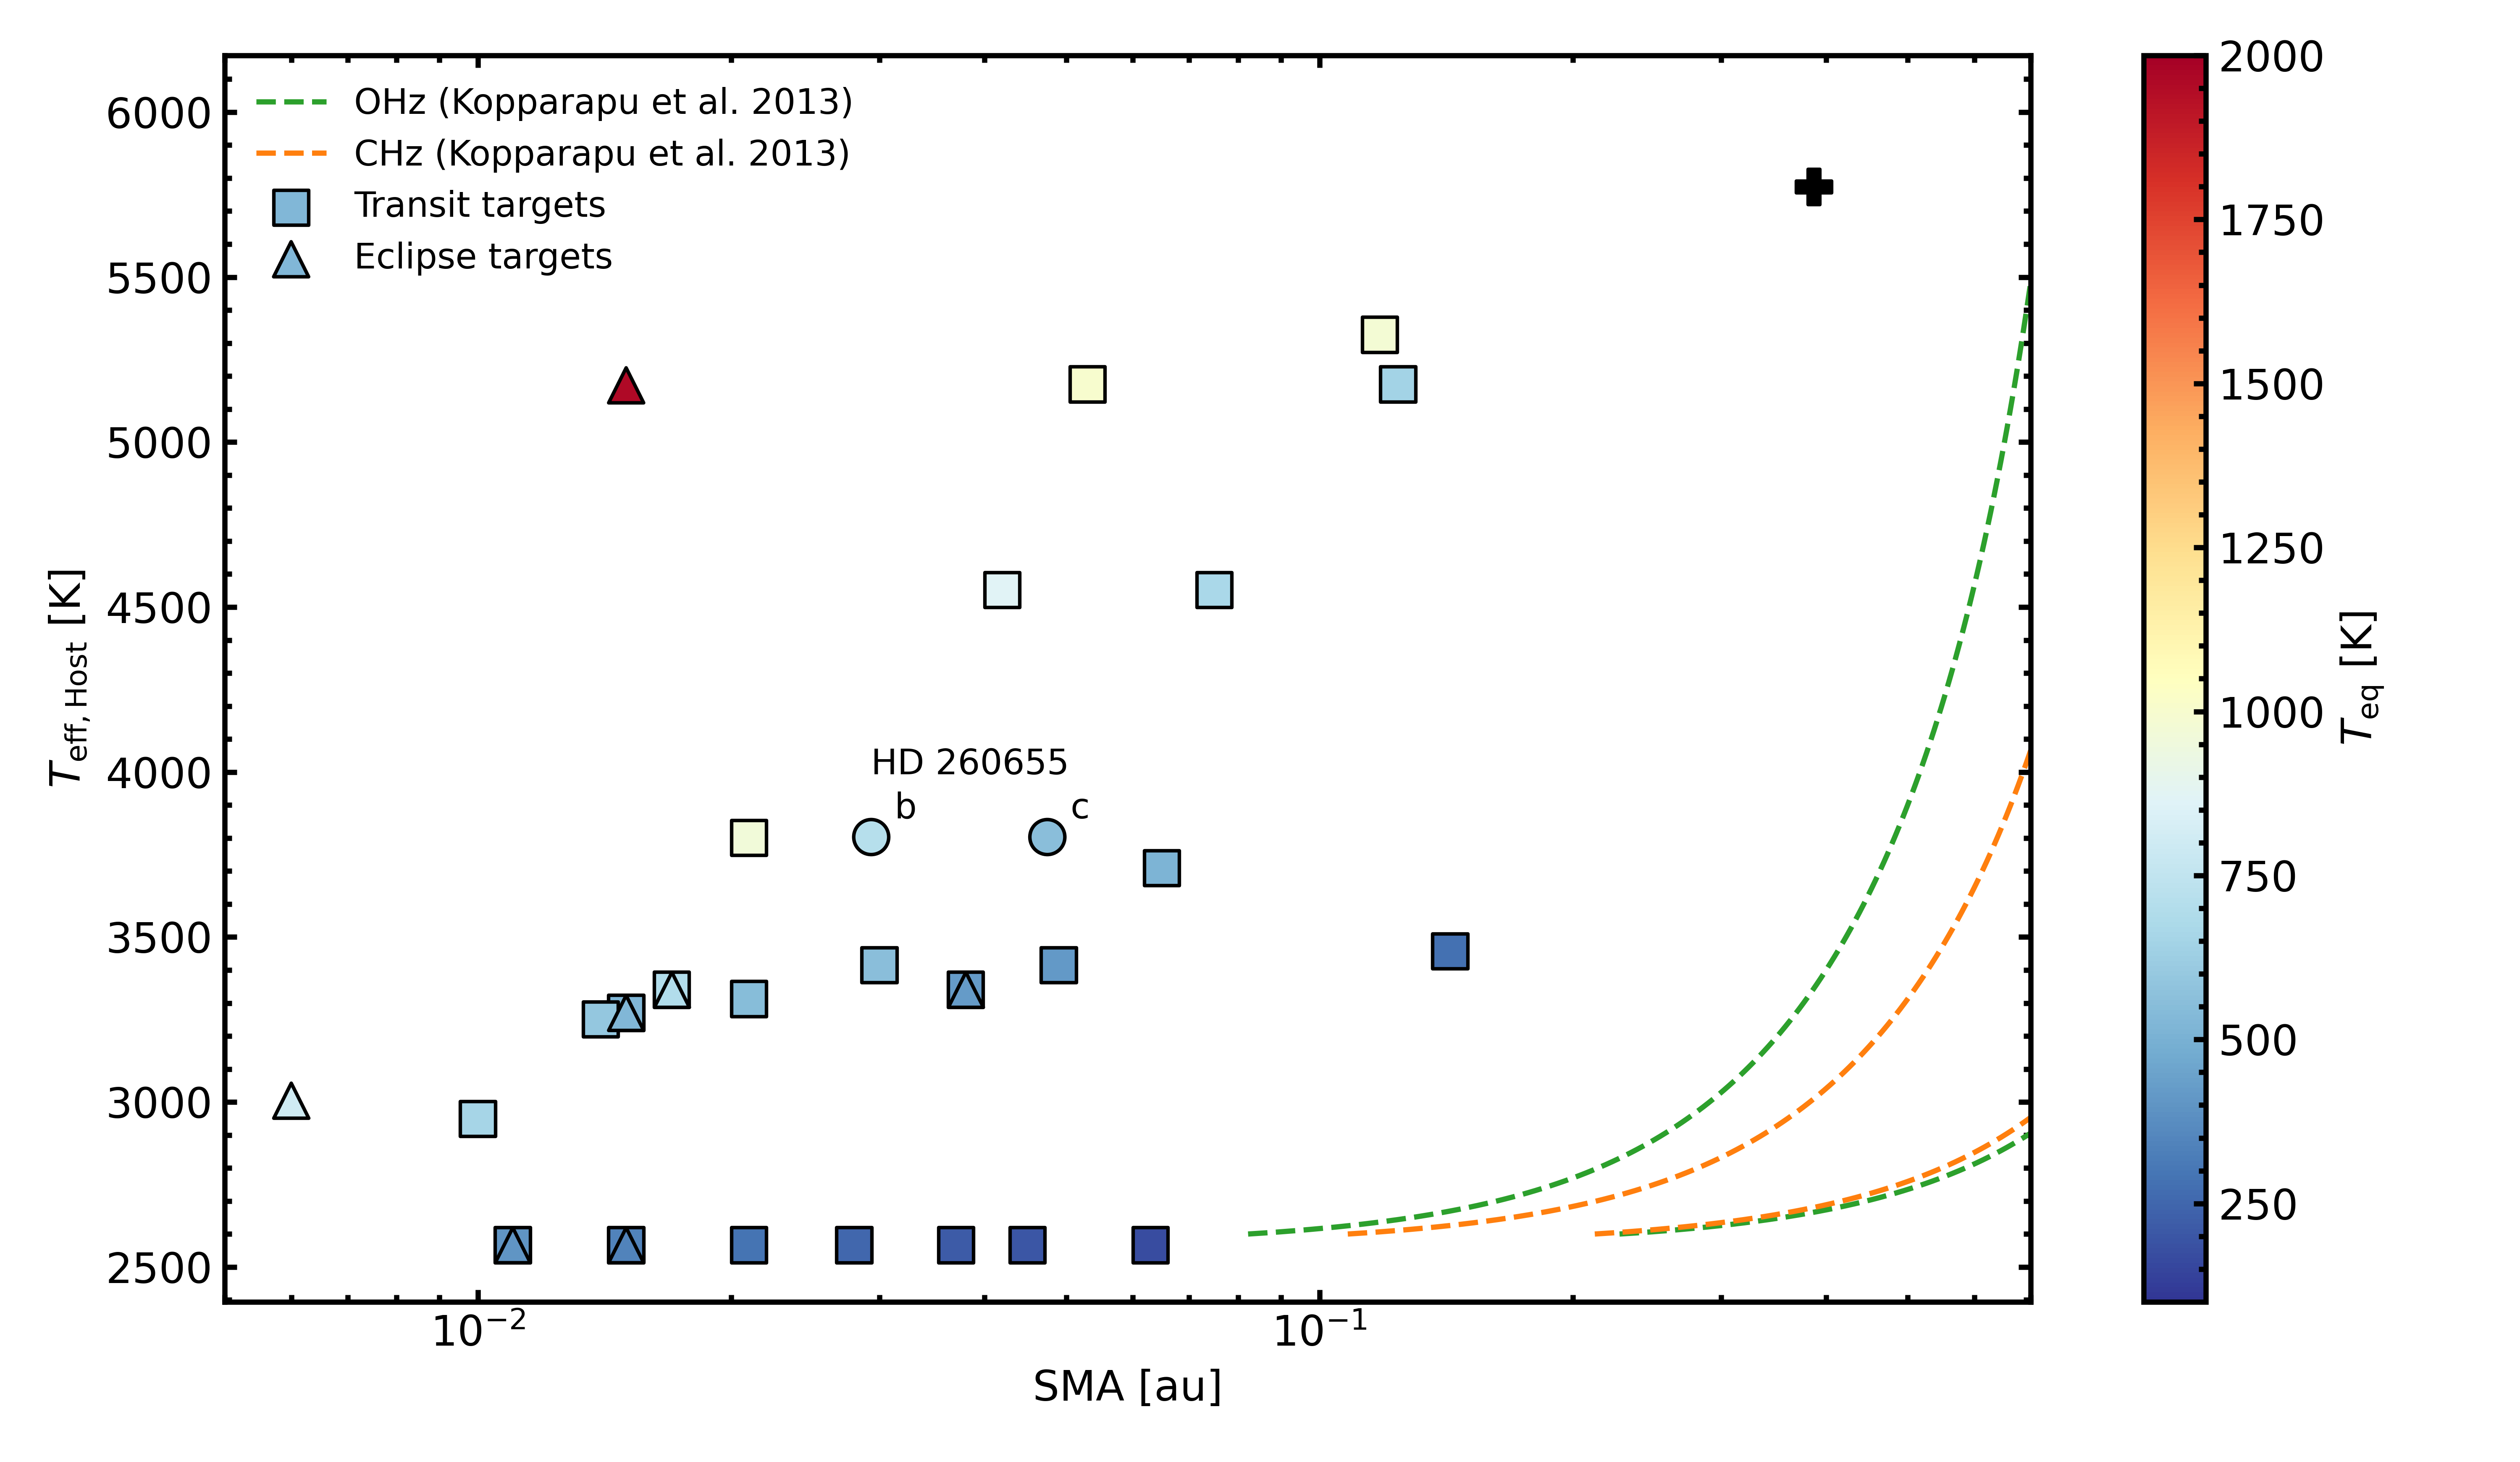 OHz (Kopparapu et al. 2013)
CHz (Kopparapu et al. 2013)
Transit targets
Eclipse targets
HD 260655
b
c
6000
5500
5000
4500
4000
3500
3000
2500
T_eff, Host [K]
10⁻²
10⁻¹
SMA [au]
2000
1750
1500
1250
1000
750
500
250
T_eq [K]